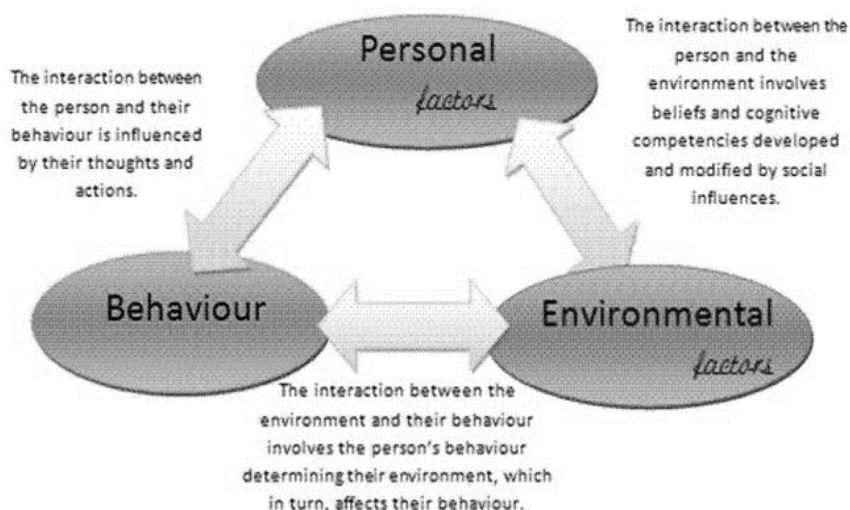 Personal
factors
The interaction between
the person and their
behaviour is influenced
by their thoughts and
actions.
The interaction between the
person and the
environment involves
beliefs and cognitive
competencies developed
and modified by social
influences.
Behaviour
Environmental
factors
The interaction between the
environment and their behaviour
involves the person's behaviour
determining their environment, which
in turn, affects their behaviour.